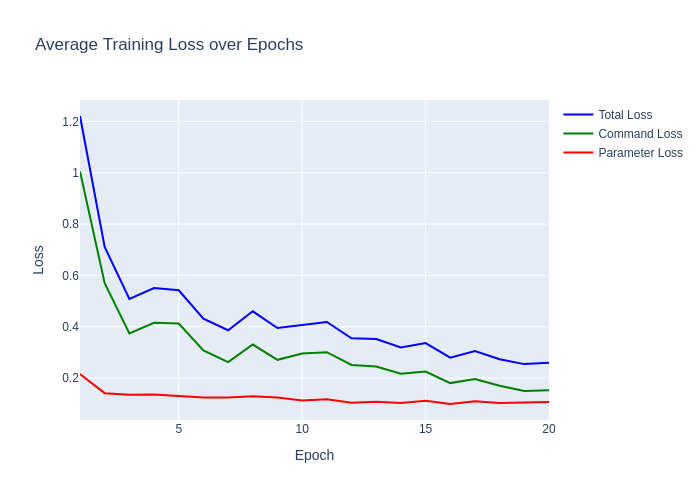 Average Training Loss over Epochs
Total Loss
Command Loss
Parameter Loss
1.2
1
0.8
0.6
0.4
0.2
Loss
5
10
15
20
Epoch